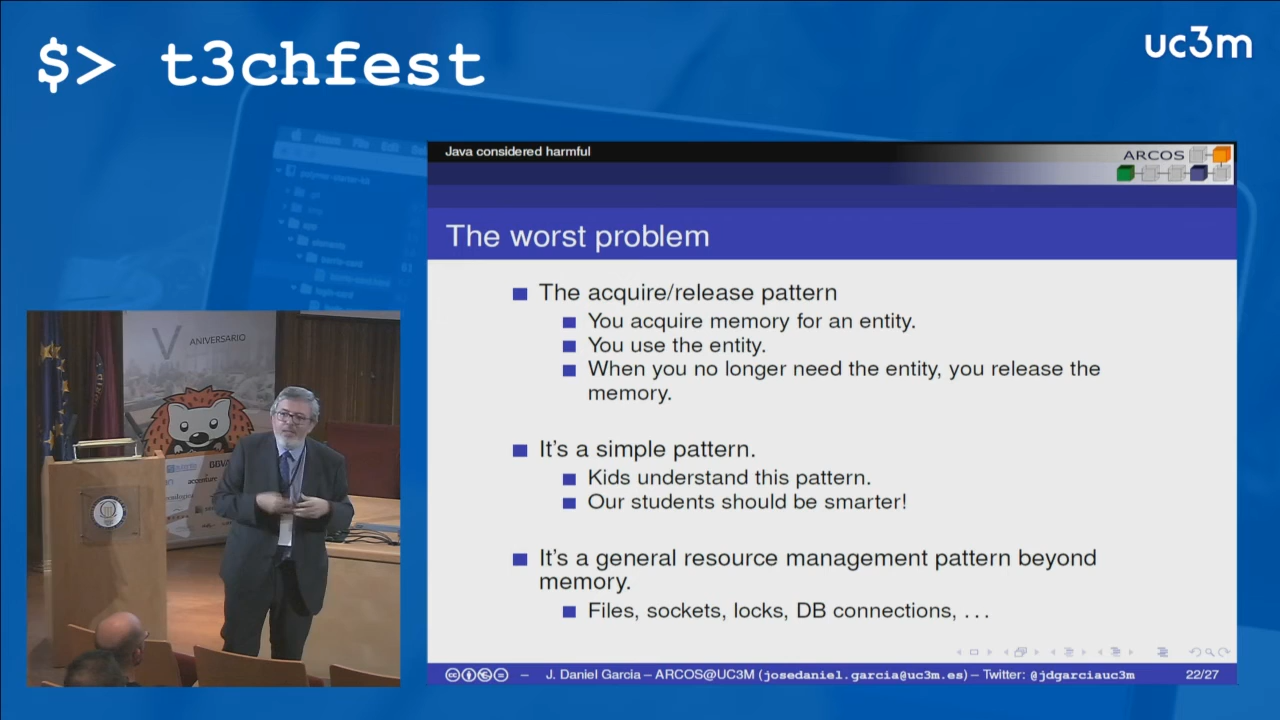 $> t3chfest
uc3m
Java considered harmful
ARCOS
The worst problem
The acquire/release pattern
You acquire memory for an entity.
You use the entity.
When you no longer need the entity, you release the
memory.
It's a simple pattern.
Kids understand this pattern.
Our students should be smarter!
It's a general resource management pattern beyond
memory.
Files, sockets, locks, DB connections, . . .
– J. Daniel Garcia – ARCOS@UC3M (josedaniel.garcia@uc3m.es) – Twitter: @jdgarciauc3m
22/27
V ANIVERSARIO
BBVA
accenture